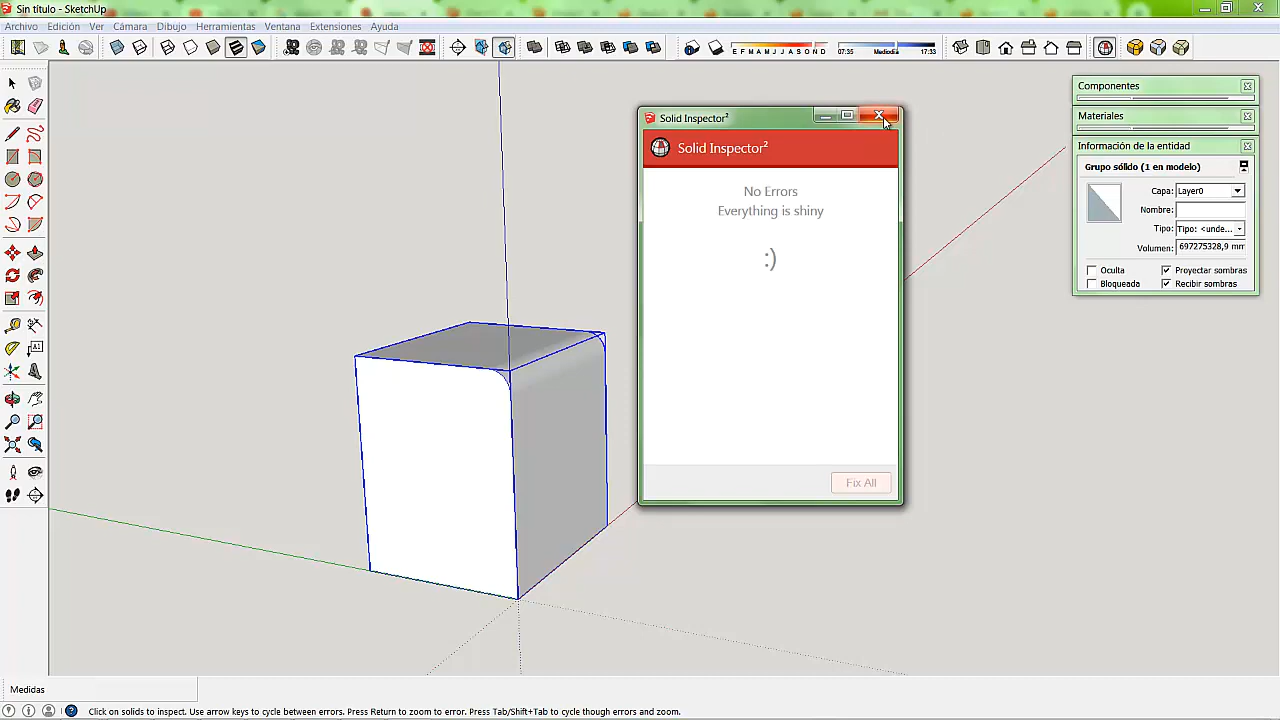 Sin título - SketchUp
Archivo Edición Ver Cámara Dibujo Herramientas Ventana Extensiones Ayuda
E F M A M J J A S O N D
07:35 Mediodía 17:33
Componentes
Materiales
Información de la entidad
Grupo sólido (1 en modelo)
Capa: Layer0
Nombre:
Tipo: Tipo: <unde...
Volumen: 697275328,9 mm
Oculta Proyectar sombras
Bloqueada Recibir sombras
Solid Inspector²
Solid Inspector²
No Errors
Everything is shiny
:)
Fix All
A1
Medidas
Click on solids to inspect. Use arrow keys to cycle between errors. Press Return to zoom to error. Press Tab/Shift+Tab to cycle though errors and zoom.